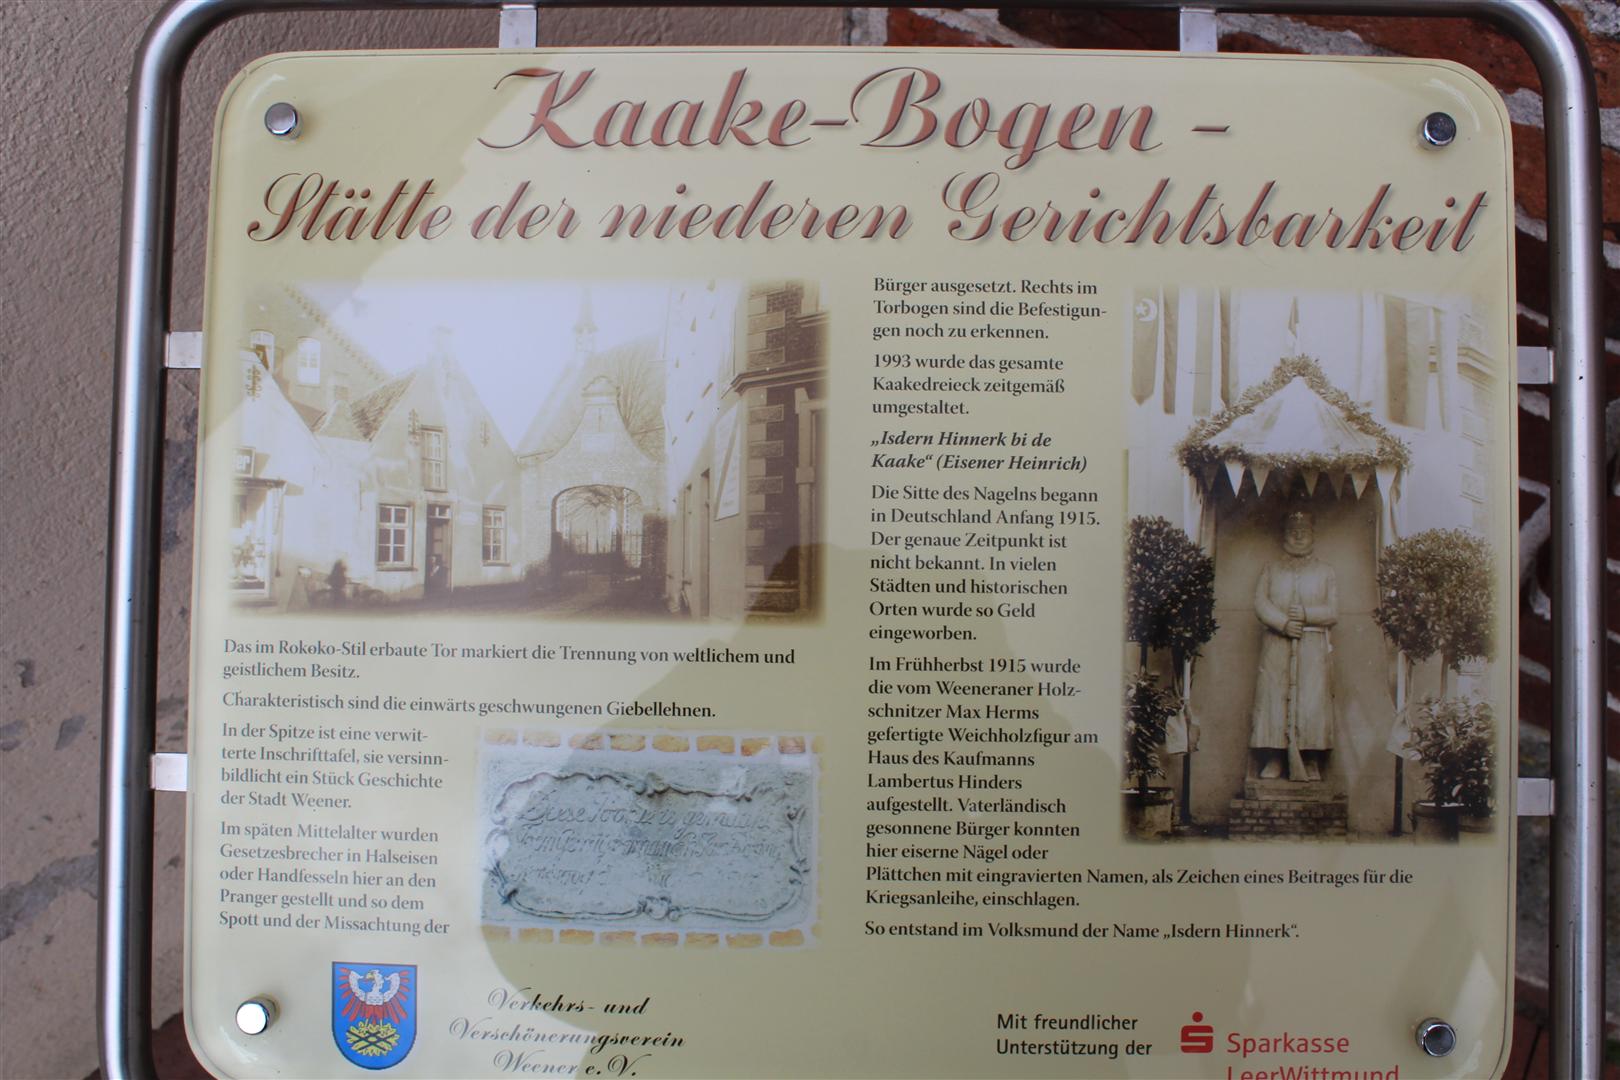 Kaake-Bogen -
Stätte der niederen Gerichtsbarkeit
Das im Rokoko-Stil erbaute Tor markiert die Trennung von weltlichem und
geistlichem Besitz.
Charakteristisch sind die einwärts geschwungenen Giebellehnen.
In der Spitze ist eine verwit-
terte Inschrifttafel, sie versinn-
bildlicht ein Stück Geschichte
der Stadt Weener.
Im späten Mittelalter wurden
Gesetzesbrecher in Halseisen
oder Handfesseln hier an den
Pranger gestellt und so dem
Spott und der Missachtung der
Bürger ausgesetzt. Rechts im
Torbogen sind die Befestigun-
gen noch zu erkennen.
1993 wurde das gesamte
Kaakedreieck zeitgemäß
umgestaltet.
„Isdern Hinnerk bi de
Kaake“ (Eisener Heinrich)
Die Sitte des Nagelns begann
in Deutschland Anfang 1915.
Der genaue Zeitpunkt ist
nicht bekannt. In vielen
Städten und historischen
Orten wurde so Geld
eingeworben.
Im Frühherbst 1915 wurde
die vom Weeneraner Holz-
schnitzer Max Herms
gefertigte Weichholzfigur am
Haus des Kaufmanns
Lambertus Hinders
aufgestellt. Vaterländisch
gesonnene Bürger konnten
hier eiserne Nägel oder
Plättchen mit eingravierten Namen, als Zeichen eines Beitrages für die
Kriegsanleihe, einschlagen.
So entstand im Volksmund der Name „Isdern Hinnerk“.
Verkehrs- und
Verschönerungsverein
Weener e.V.
Mit freundlicher
Unterstützung der
Sparkasse
LeerWittmund